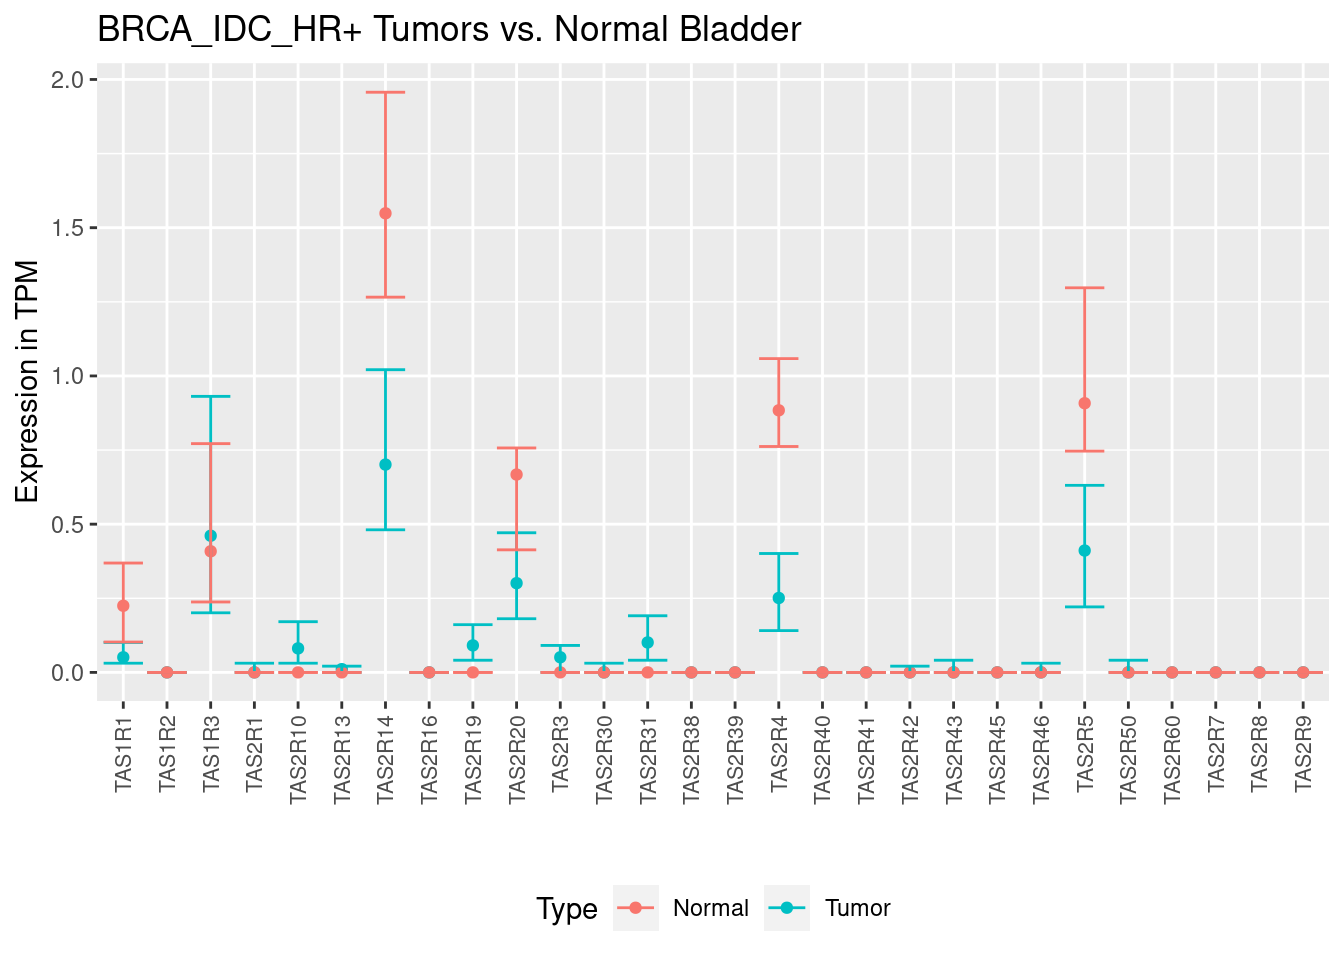 BRCA_IDC_HR+ Tumors vs. Normal Bladder
Expression in TPM
2.0
1.5
1.0
0.5
0.0
TAS1R1
TAS1R2
TAS1R3
TAS2R1
TAS2R10
TAS2R13
TAS2R14
TAS2R16
TAS2R19
TAS2R20
TAS2R3
TAS2R30
TAS2R31
TAS2R38
TAS2R39
TAS2R4
TAS2R40
TAS2R41
TAS2R42
TAS2R43
TAS2R45
TAS2R46
TAS2R5
TAS2R50
TAS2R60
TAS2R7
TAS2R8
TAS2R9
Type Normal Tumor